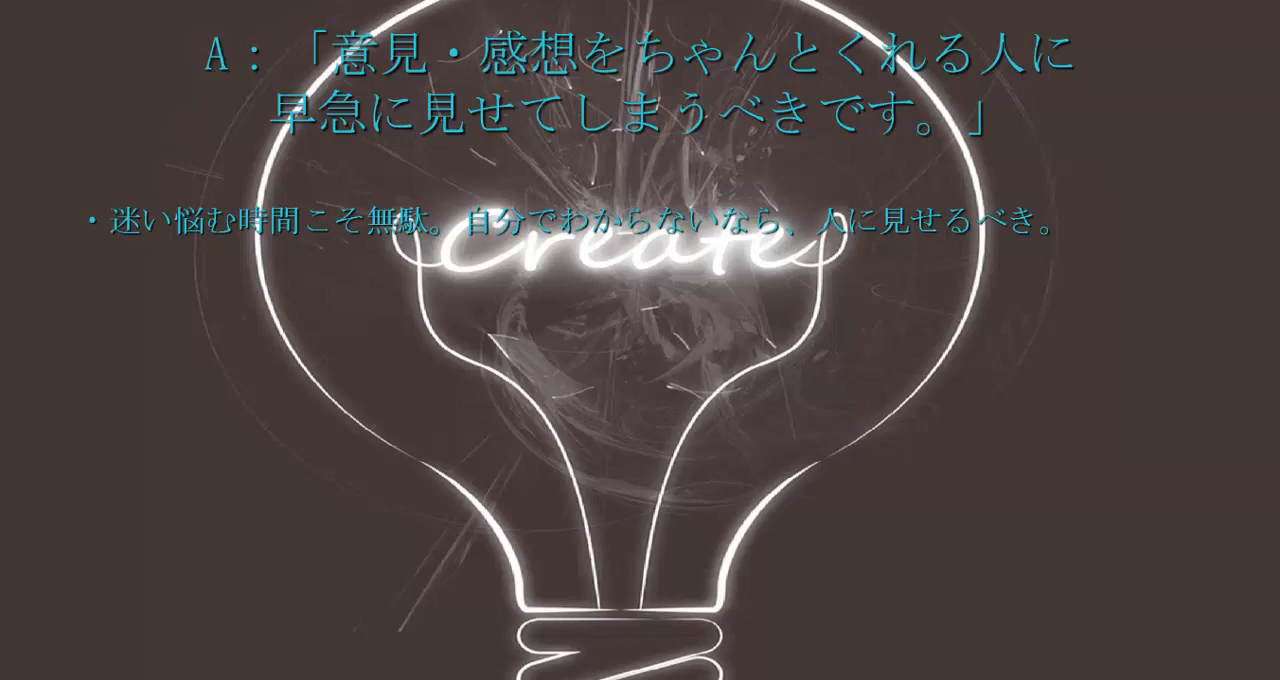 A：「意見・感想をちゃんとくれる人に
早急に見せてしまうべきです。」
・迷い悩む時間こそ無駄。自分でわからないなら、人に見せるべき。
Create